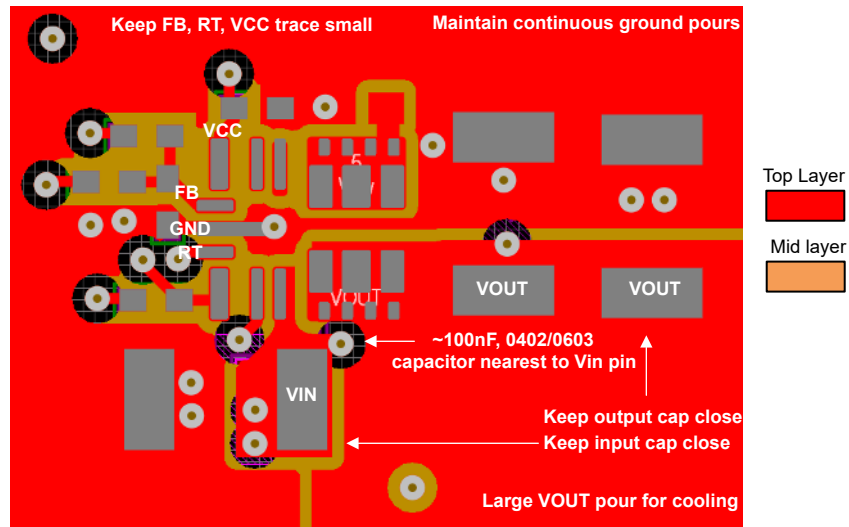 Keep FB, RT, VCC trace small
Maintain continuous ground pours
VCC
5
FB
GND
RT
Top Layer
Mid layer
VOUT
VOUT
VOUT
~100nF, 0402/0603
capacitor nearest to Vin pin
VIN
Keep output cap close
Keep input cap close
Large VOUT pour for cooling